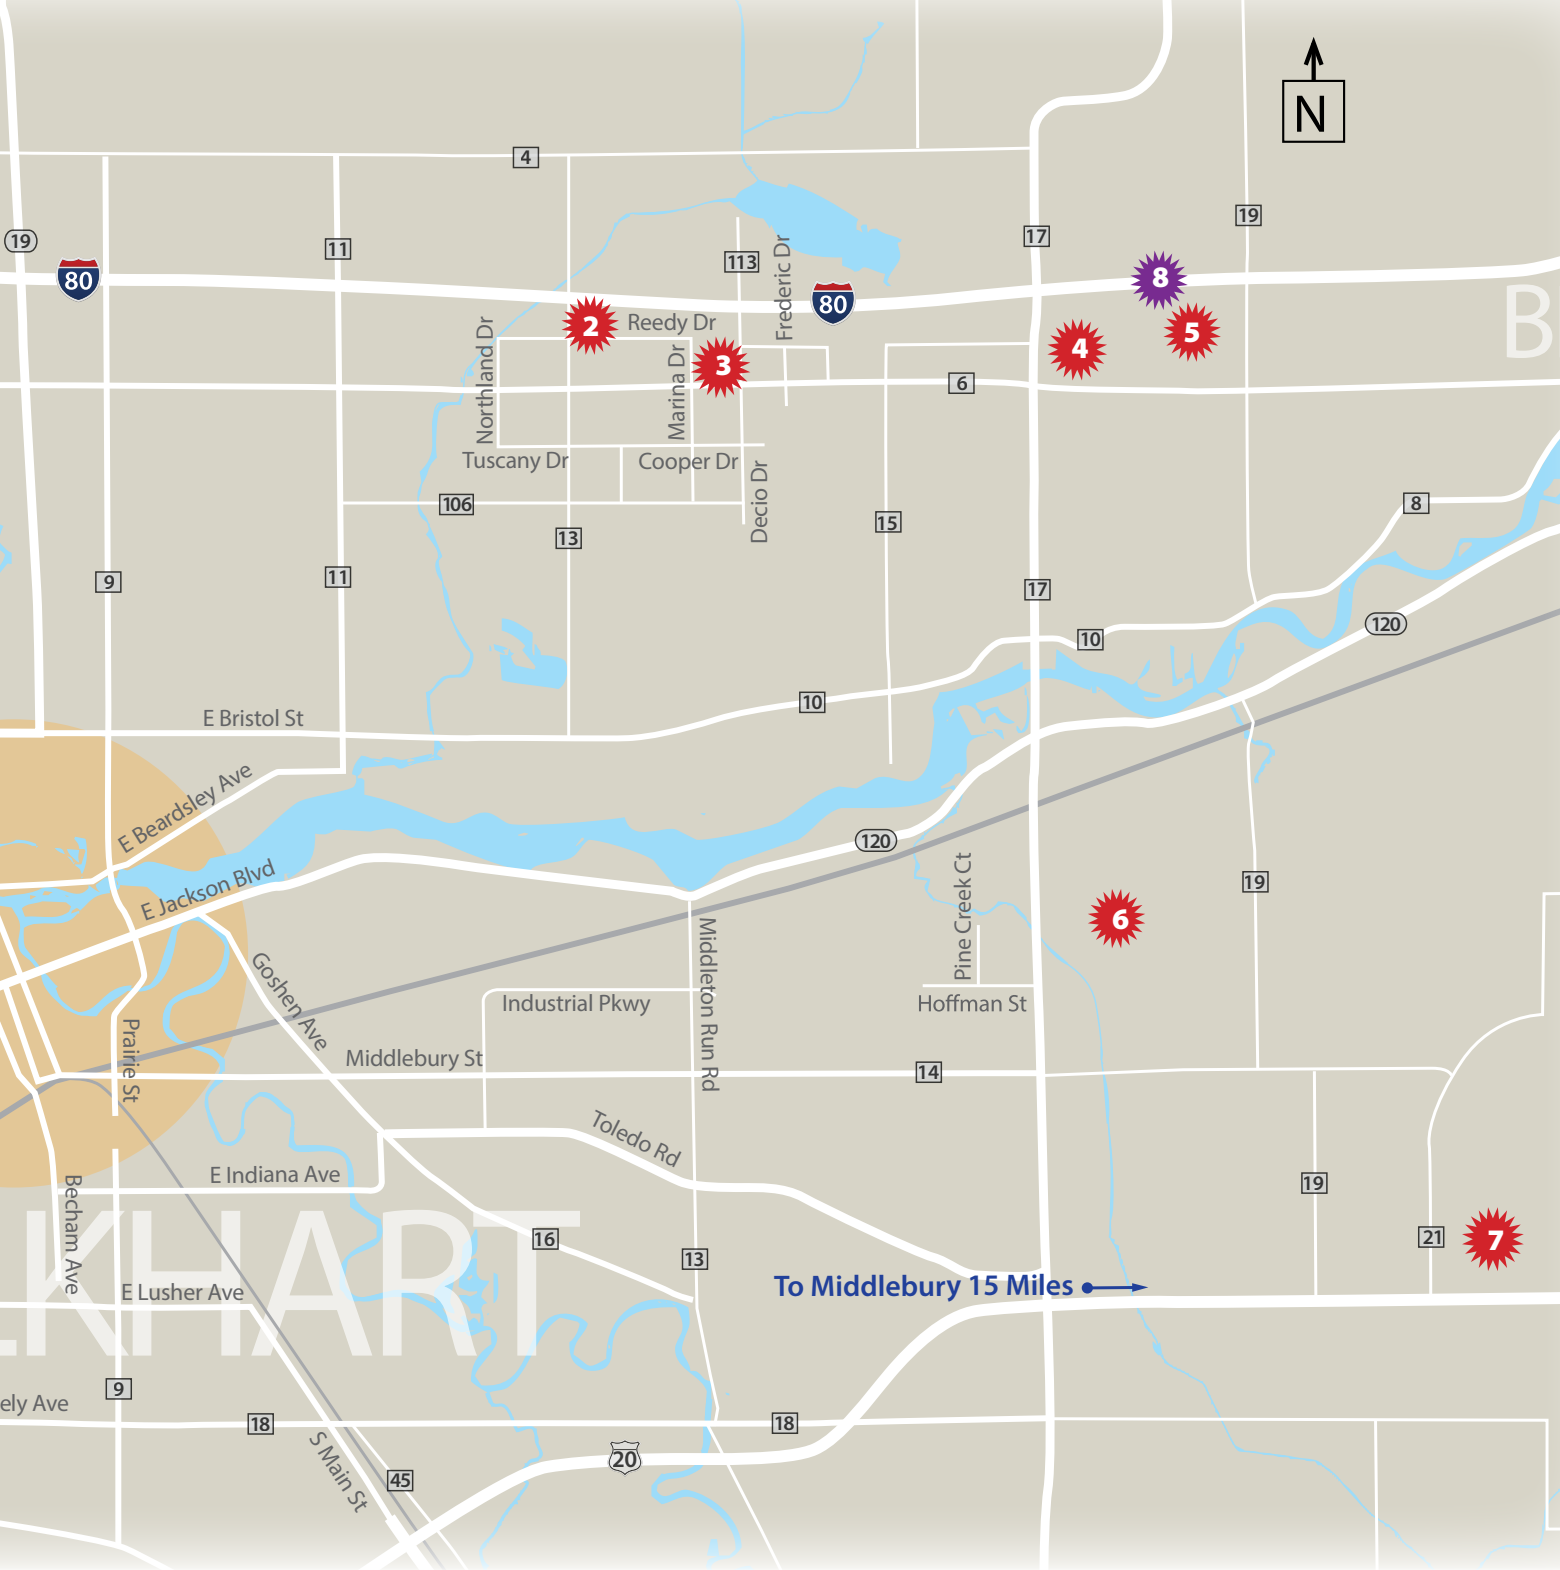 N
4
19
19
17
11
113
Frederic Dr
80
80
8
B
2
Reedy Dr
5
4
3
Northland Dr
Marina Dr
6
Tuscany Dr
Cooper Dr
Decio Dr
106
8
15
13
11
9
17
120
10
10
E Bristol St
E Beardsley Ave
120
E Jackson Blvd
19
Pine Creek Ct
6
Middleton Run Rd
Goshen Ave
Industrial Pkwy
Hoffman St
Prairie St
Middlebury St
14
Toledo Rd
E Indiana Ave
19
Becham Ave
KHART
16
21
7
13
To Middlebury 15 Miles
E Lusher Ave
9
ely Ave
18
18
S Main St
20
45